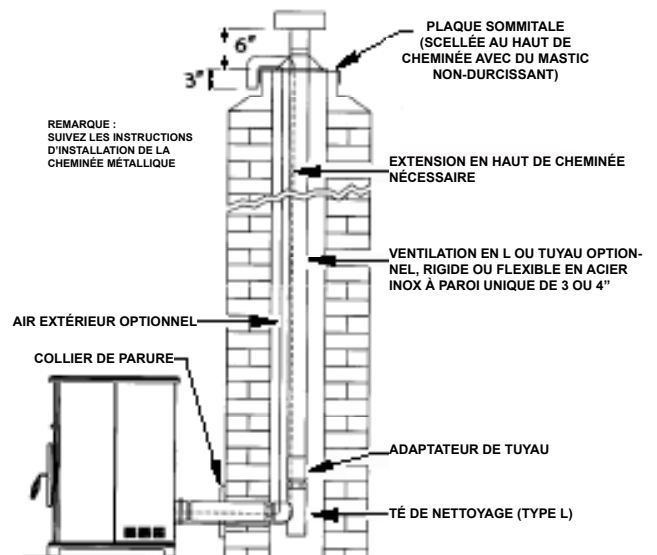 PLAQUE SOMMITALE
(SCELLÉE AU HAUT DE
CHEMINÉE AVEC DU MASTIC
NON-DURCISSANT)
6"
3"
REMARQUE :
SUIVEZ LES INSTRUCTIONS
D'INSTALLATION DE LA
CHEMINÉE MÉTALLIQUE
EXTENSION EN HAUT DE CHEMINÉE
NÉCESSAIRE
VENTILATION EN L OU TUYAU OPTION-
NEL, RIGIDE OU FLEXIBLE EN ACIER
INOX À PAROI UNIQUE DE 3 OU 4"
AIR EXTÉRIEUR OPTIONNEL
COLLIER DE PARURE
ADAPTATEUR DE TUYAU
TÉ DE NETTOYAGE (TYPE L)